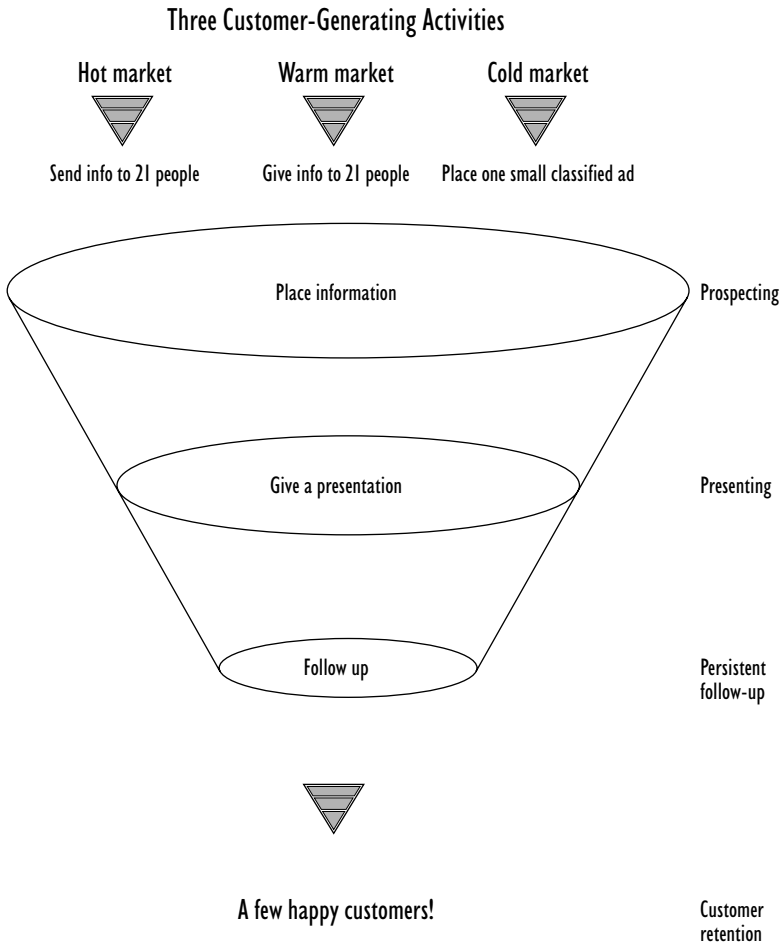 Three Customer-Generating Activities
Hot market
Warm market
Cold market
Send info to 21 people
Give info to 21 people
Place one small classified ad
Place information
Prospecting
Give a presentation
Presenting
Follow up
Persistent
follow-up
A few happy customers!
Customer
retention